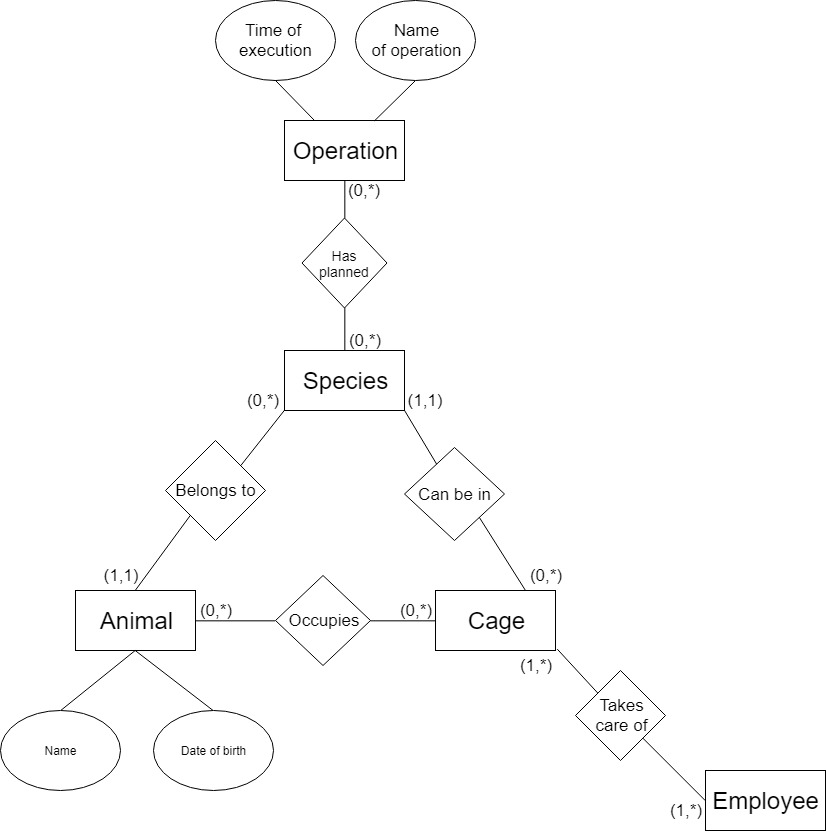 Time of
execution
Name
of operation
Operation
(0,*)
Has
planned
(0,*)
Species
(0,*)
(1,1)
Belongs to
Can be in
(1,1)
(0,*)
Animal
(0,*)
Occupies
(0,*)
Cage
(1,*)
Takes
care of
Name
Date of birth
Employee
(1,*)